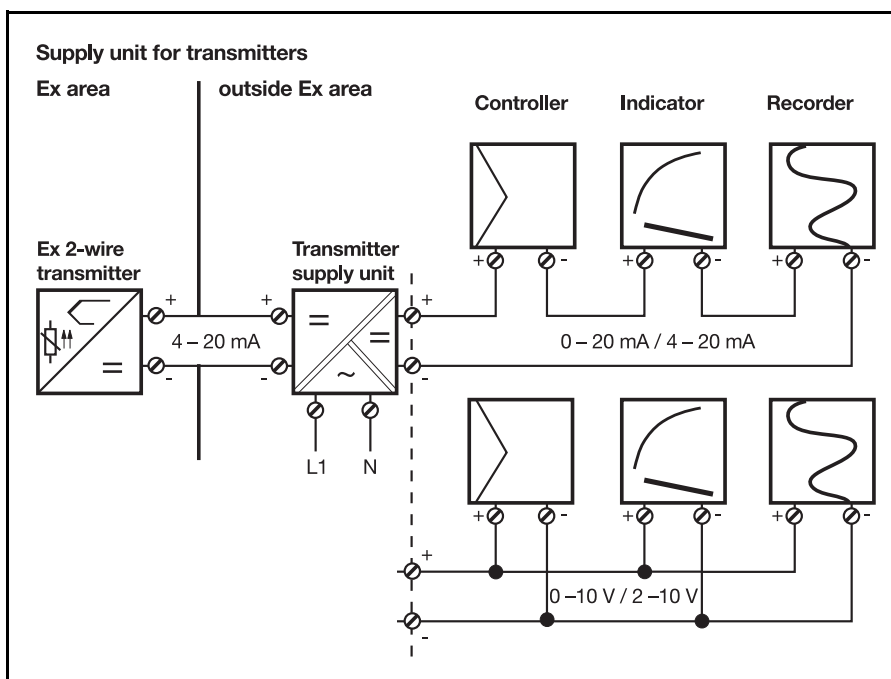 Supply unit for transmitters
Ex area
outside Ex area
Controller
Indicator
Recorder
+ - + - + -
Ex 2-wire
transmitter
Transmitter
supply unit
+ + +
4 – 20 mA
=
=
=
0 – 20 mA / 4 – 20 mA
- - -
~
L1 N
+ - + - + -
+
0 –10 V / 2 –10 V
-